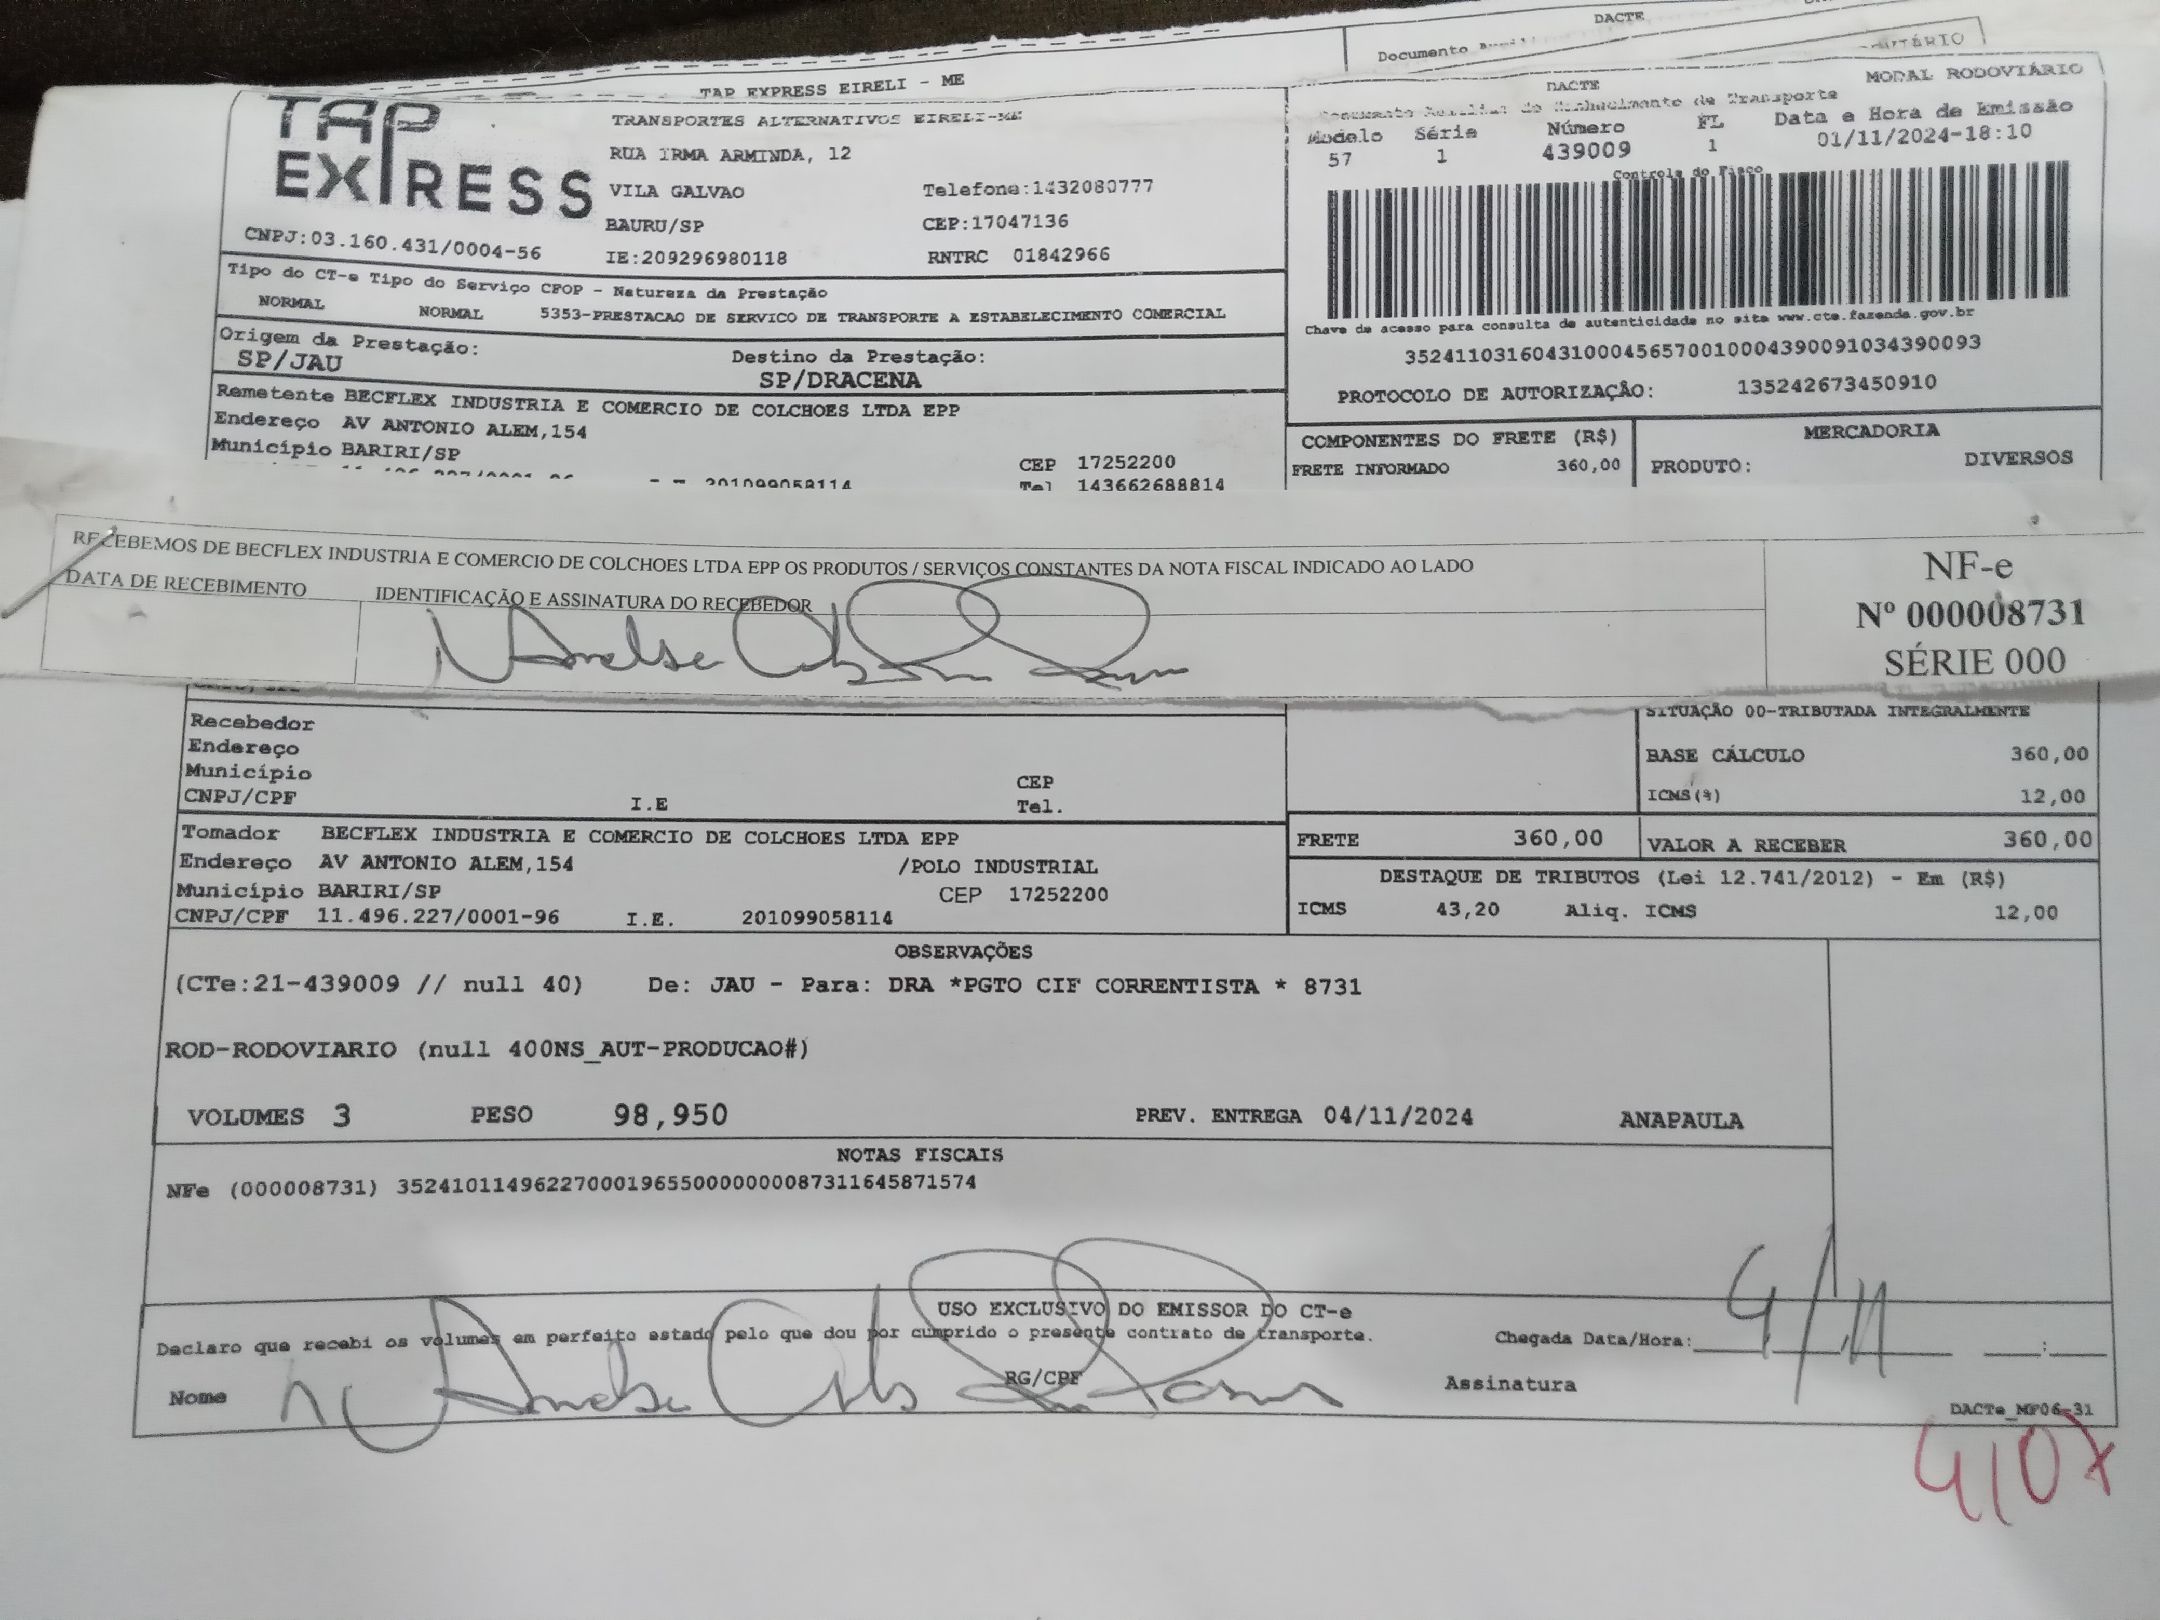 DACTE
Documento
TAP EXPRESS EIRELI - ME
DACTE
MODAL RODOVIÁRIO
TAP EXPRESS
TRANSPORTES ALTERNATIVOS EIRELI-ME
Documento Auxiliar do Conhecimento de Transporte
RUA IRMA ARMINDA, 12
Modelo Série Número FL Data e Hora de Emissão
57 1 439009 1 01/11/2024-18:10
VILA GALVAO Telefone:1432080777
Controle do Fisco
BAURU/SP CEP:17047136
CNPJ:03.160.431/0004-56 IE:209296980118 RNTRC 01842966
Tipo do CT-e Tipo do Serviço CFOP - Natureza da Prestação
NORMAL NORMAL 5353-PRESTACAO DE SERVICO DE TRANSPORTE A ESTABELECIMENTO COMERCIAL
Chave de acesso para consulta de autenticidade no site www.cte.fazenda.gov.br
35241103160431000456570010004390091034390093
Origem da Prestação: Destino da Prestação:
SP/JAU SP/DRACENA
PROTOCOLO DE AUTORIZAÇÃO: 135242673450910
Remetente BECFLEX INDUSTRIA E COMERCIO DE COLCHOES LTDA EPP
Endereço AV ANTONIO ALEM,154
Município BARIRI/SP CEP 17252200
201099058114 Tel 143662688814
COMPONENTES DO FRETE (R$) MERCADORIA
FRETE INFORMADO 360,00 PRODUTO: DIVERSOS
RECEBEMOS DE BECFLEX INDUSTRIA E COMERCIO DE COLCHOES LTDA EPP OS PRODUTOS / SERVIÇOS CONSTANTES DA NOTA FISCAL INDICADO AO LADO
DATA DE RECEBIMENTO IDENTIFICAÇÃO E ASSINATURA DO RECEBEDOR
NF-e
Nº 000008731
SÉRIE 000
Recebedor
Endereço
Município CEP
CNPJ/CPF I.E Tel.
SITUAÇÃO 00-TRIBUTADA INTEGRALMENTE
BASE CÁLCULO 360,00
ICMS(%) 12,00
Tomador BECFLEX INDUSTRIA E COMERCIO DE COLCHOES LTDA EPP
Endereço AV ANTONIO ALEM,154 /POLO INDUSTRIAL
Município BARIRI/SP CEP 17252200
CNPJ/CPF 11.496.227/0001-96 I.E. 201099058114
FRETE 360,00 VALOR A RECEBER 360,00
DESTAQUE DE TRIBUTOS (Lei 12.741/2012) - Em (R$)
ICMS 43,20 Aliq. ICMS 12,00
OBSERVAÇÕES
(CTe:21-439009 // null 40) De: JAU - Para: DRA *PGTO CIF CORRENTISTA * 8731
ROD-RODOVIARIO (null 400NS_AUT-PRODUCAO#)
VOLUMES 3 PESO 98,950 PREV. ENTREGA 04/11/2024 ANAPAULA
NOTAS FISCAIS
NFe (000008731) 35241011496227000196550000000087311645871574
USO EXCLUSIVO DO EMISSOR DO CT-e
Declaro que recebi os volumes em perfeito estado pelo que dou por cumprido o presente contrato de transporte. Chegada Data/Hora: 4/11 :
Nome RG/CPF Assinatura
DACTe_MF06-31
4107